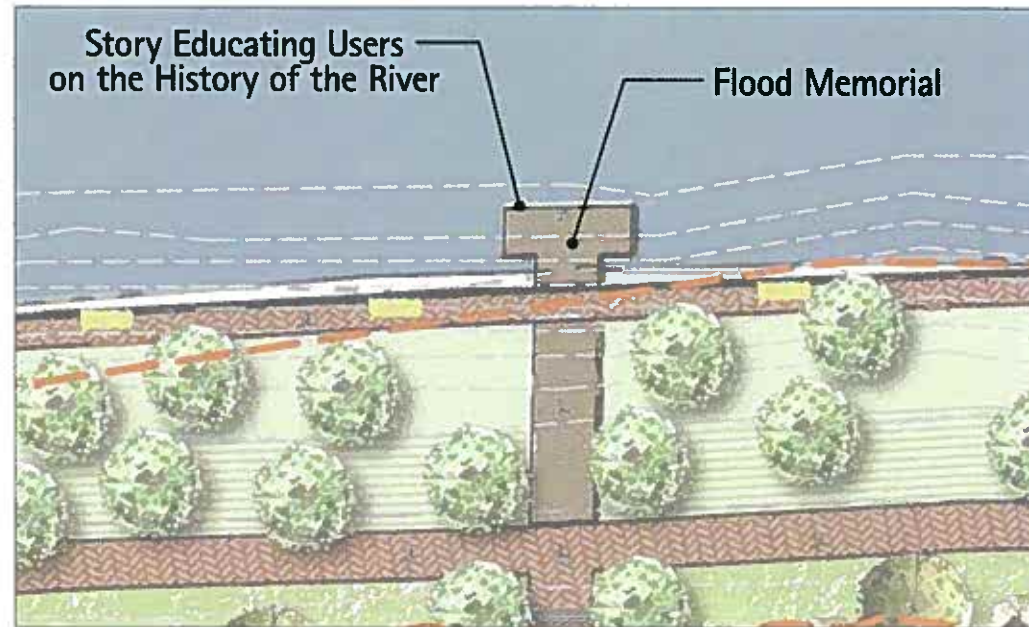 Story Educating Users
on the History of the River
Flood Memorial